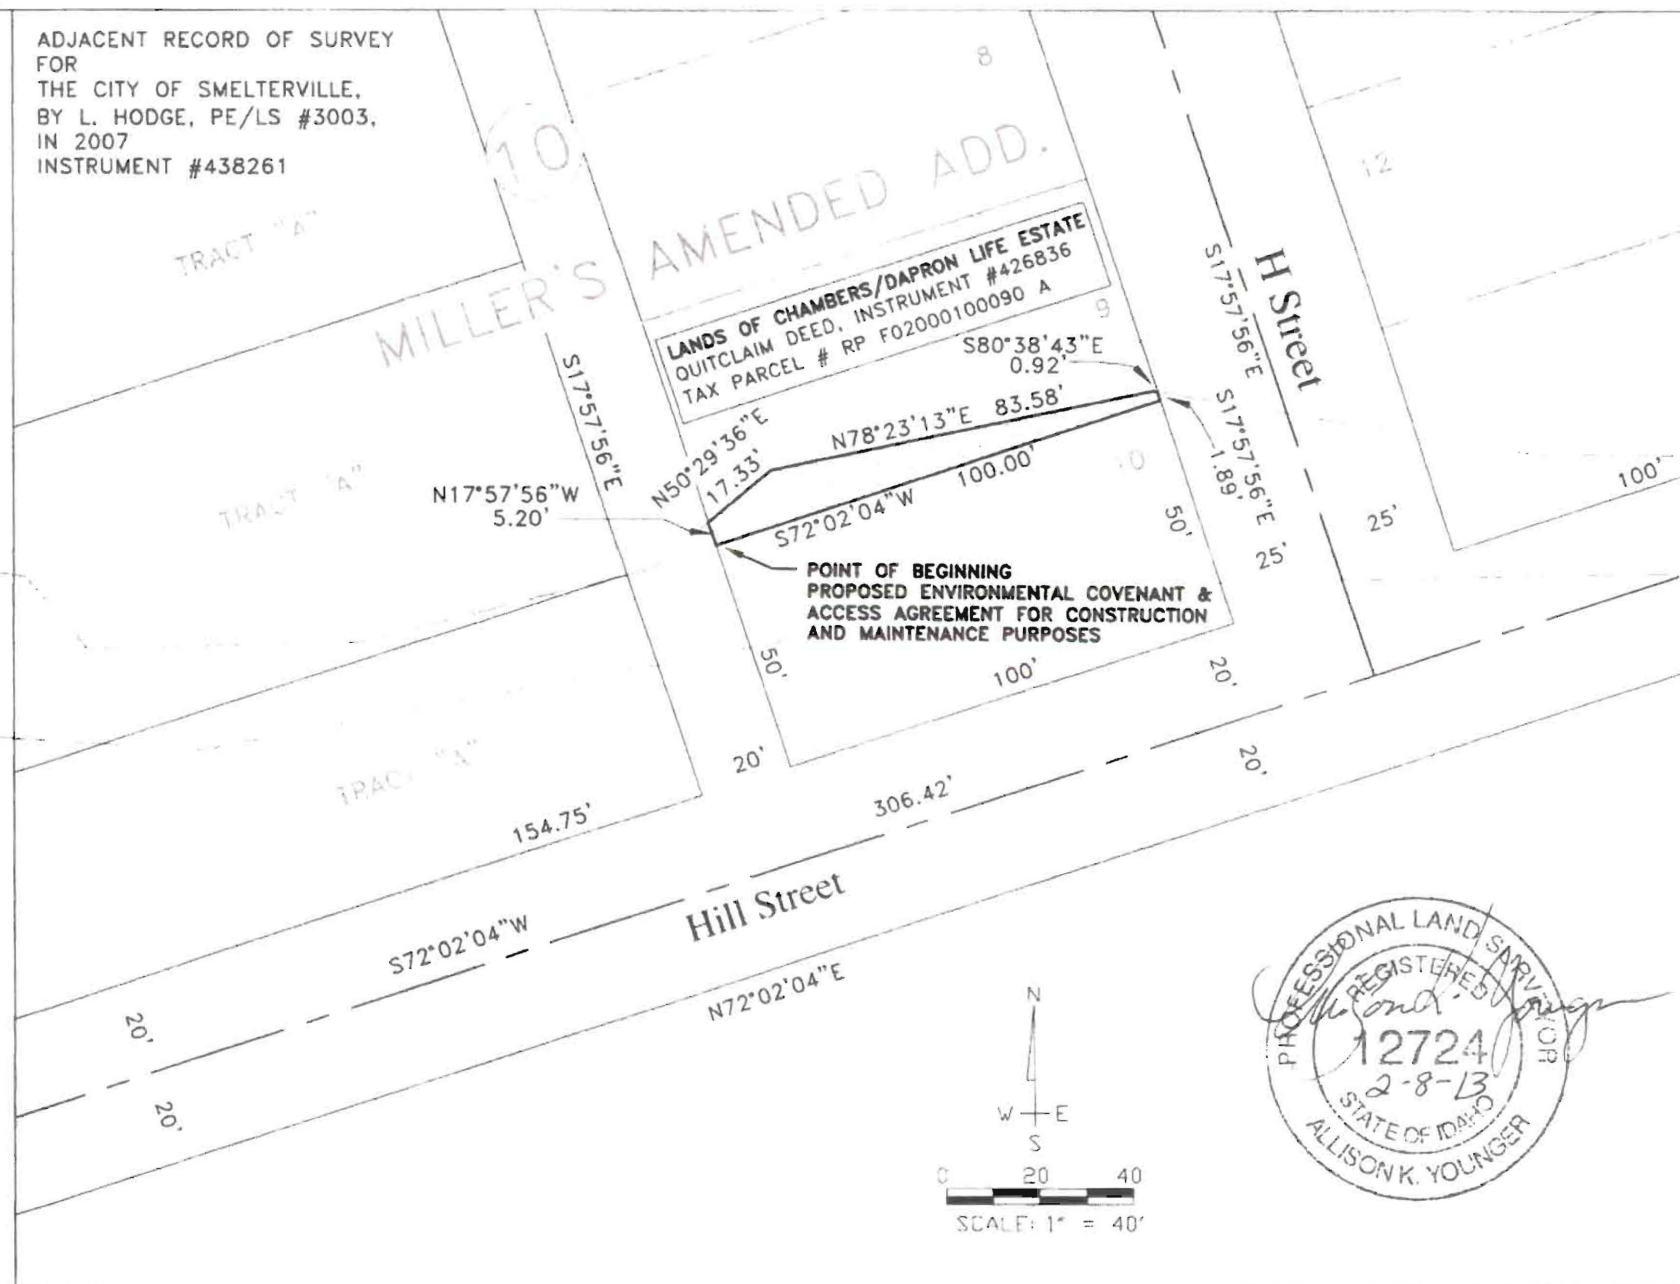 ADJACENT RECORD OF SURVEY
FOR
THE CITY OF SMELTERVILLE,
BY L. HODGE, PE/LS #3003,
IN 2007
INSTRUMENT #438261
8
10
12
TRACT "A"
MILLER'S AMENDED ADD.
LANDS OF CHAMBERS/DAPRON LIFE ESTATE
QUITCLAIM DEED, INSTRUMENT #426836
TAX PARCEL # RP F02000100090 A
9
H Street
S17°57'56"E
S80°38'43"E
0.92'
S17°57'56"E
N50°29'36"E
17.33'
N78°23'13"E 83.58'
S17°57'56"E
1.89'
N17°57'56"W
5.20'
S72°02'04"W 100.00'
10
TRACT "A"
100'
50'
25'
25'
POINT OF BEGINNING
PROPOSED ENVIRONMENTAL COVENANT &
ACCESS AGREEMENT FOR CONSTRUCTION
AND MAINTENANCE PURPOSES
50'
100'
20'
20'
20'
TRACT "A"
154.75'
306.42'
Hill Street
S72°02'04"W
N72°02'04"E
20'
20'
N
W E
S
0 20 40
SCALE: 1" = 40'
PROFESSIONAL LAND SURVEYOR
REGISTERED
12724
2-8-13
STATE OF IDAHO
ALLISON K. YOUNGER
Allison K. Younger